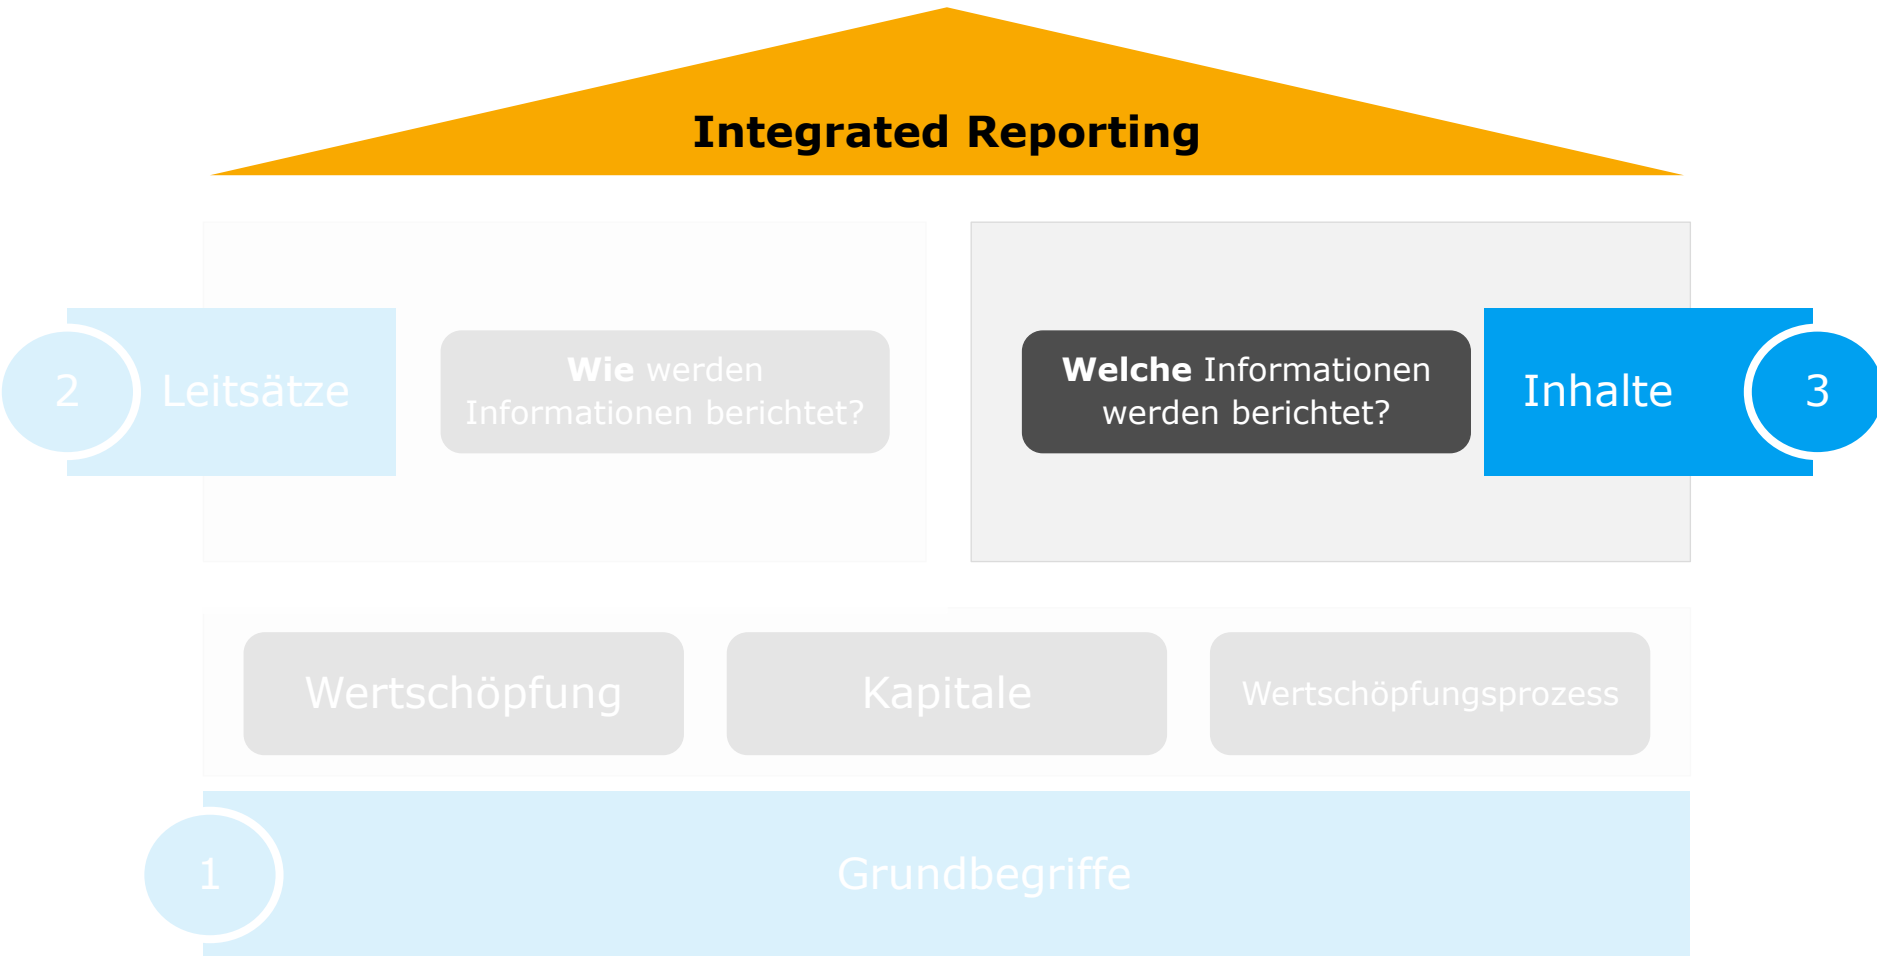 Integrated Reporting
2
Leitsätze
Wie werden
Informationen berichtet?
Welche Informationen
werden berichtet?
Inhalte
3
Wertschöpfung
Kapitale
Wertschöpfungsprozess
1
Grundbegriffe